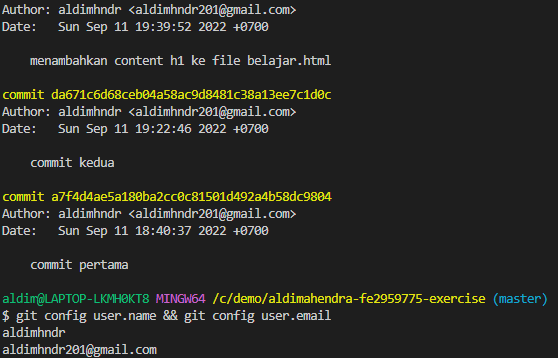 Author: aldimhndr <aldimhndr201@gmail.com>
Date:   Sun Sep 11 19:39:52 2022 +0700
menambahkan content h1 ke file belajar.html
commit da671c6d68ceb04a58ac9d8481c38a13ee7c1d0c
Author: aldimhndr <aldimhndr201@gmail.com>
Date:   Sun Sep 11 19:22:46 2022 +0700
commit kedua
commit a7f4d4ae5a180ba2cc0c81501d492a4b58dc9804
Author: aldimhndr <aldimhndr201@gmail.com>
Date:   Sun Sep 11 18:40:37 2022 +0700
commit pertama
aldim@LAPTOP-LKMH0KT8 MINGW64 /c/demo/aldimahendra-fe2959775-exercise (master)
$ git config user.name && git config user.email
aldimhndr
aldimhndr201@gmail.com